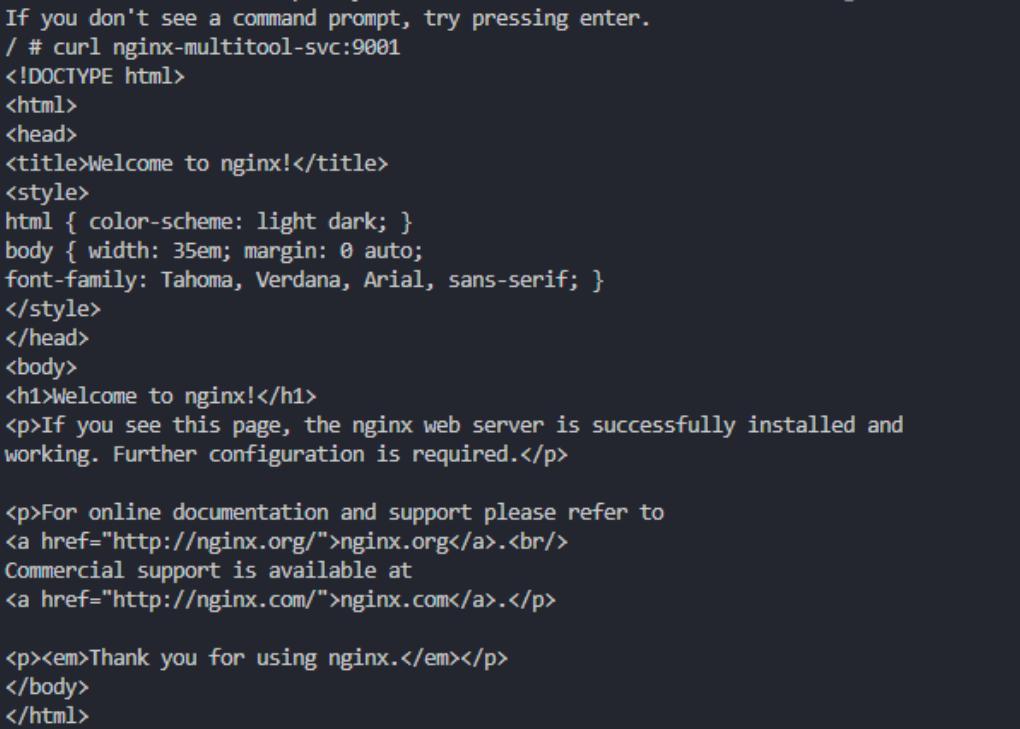 If you don't see a command prompt, try pressing enter.
/ # curl nginx-multitool-svc:9001
<!DOCTYPE html>
<html>
<head>
<title>Welcome to nginx!</title>
<style>
html { color-scheme: light dark; }
body { width: 35em; margin: 0 auto;
font-family: Tahoma, Verdana, Arial, sans-serif; }
</style>
</head>
<body>
<h1>Welcome to nginx!</h1>
<p>If you see this page, the nginx web server is successfully installed and
working. Further configuration is required.</p>

<p>For online documentation and support please refer to
<a href="http://nginx.org/">nginx.org</a>.<br/>
Commercial support is available at
<a href="http://nginx.com/">nginx.com</a>.</p>

<p><em>Thank you for using nginx.</em></p>
</body>
</html>